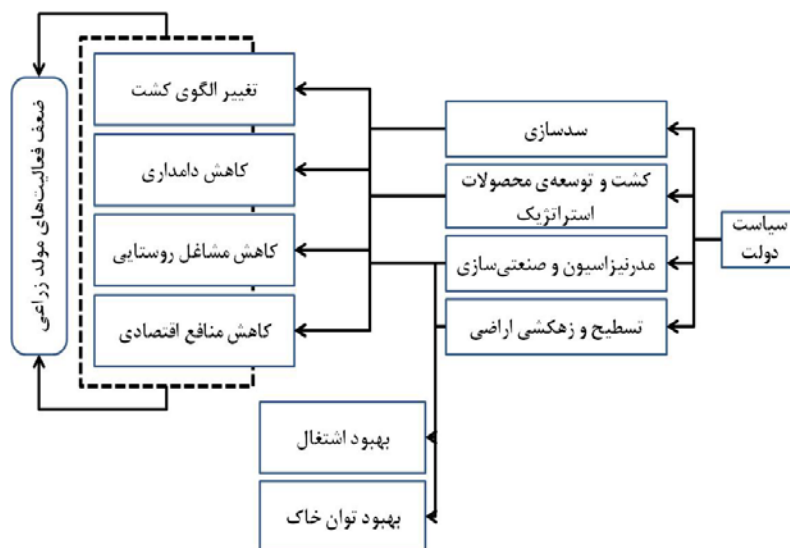 سیاست
دولت
سدسازی
کشت و توسعه‌ی محصولات
استراتژیک
مدرنیزاسیون و صنعتی‌سازی
تسطیح و زهکشی اراضی
تغییر الگوی کشت
کاهش دامداری
کاهش مشاغل روستایی
کاهش منافع اقتصادی
بهبود اشتغال
بهبود توان خاک
ضعف فعالیت‌های مولد زراعی